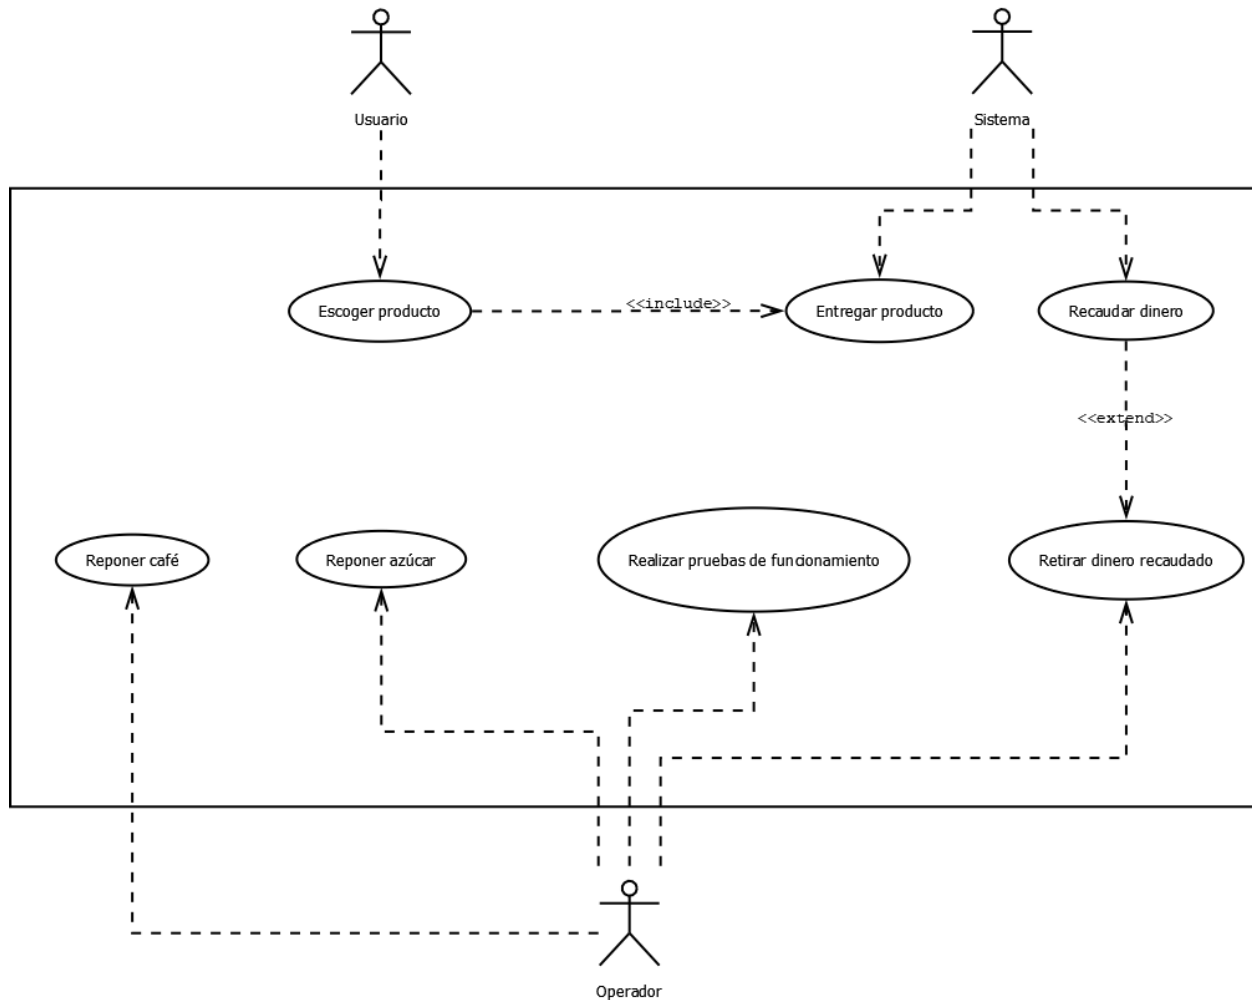 Usuario
Sistema
Escoger producto
<<include>>
Entregar producto
Recaudar dinero
<<extend>>
Reponer café
Reponer azúcar
Realizar pruebas de funcionamiento
Retirar dinero recaudado
Operador